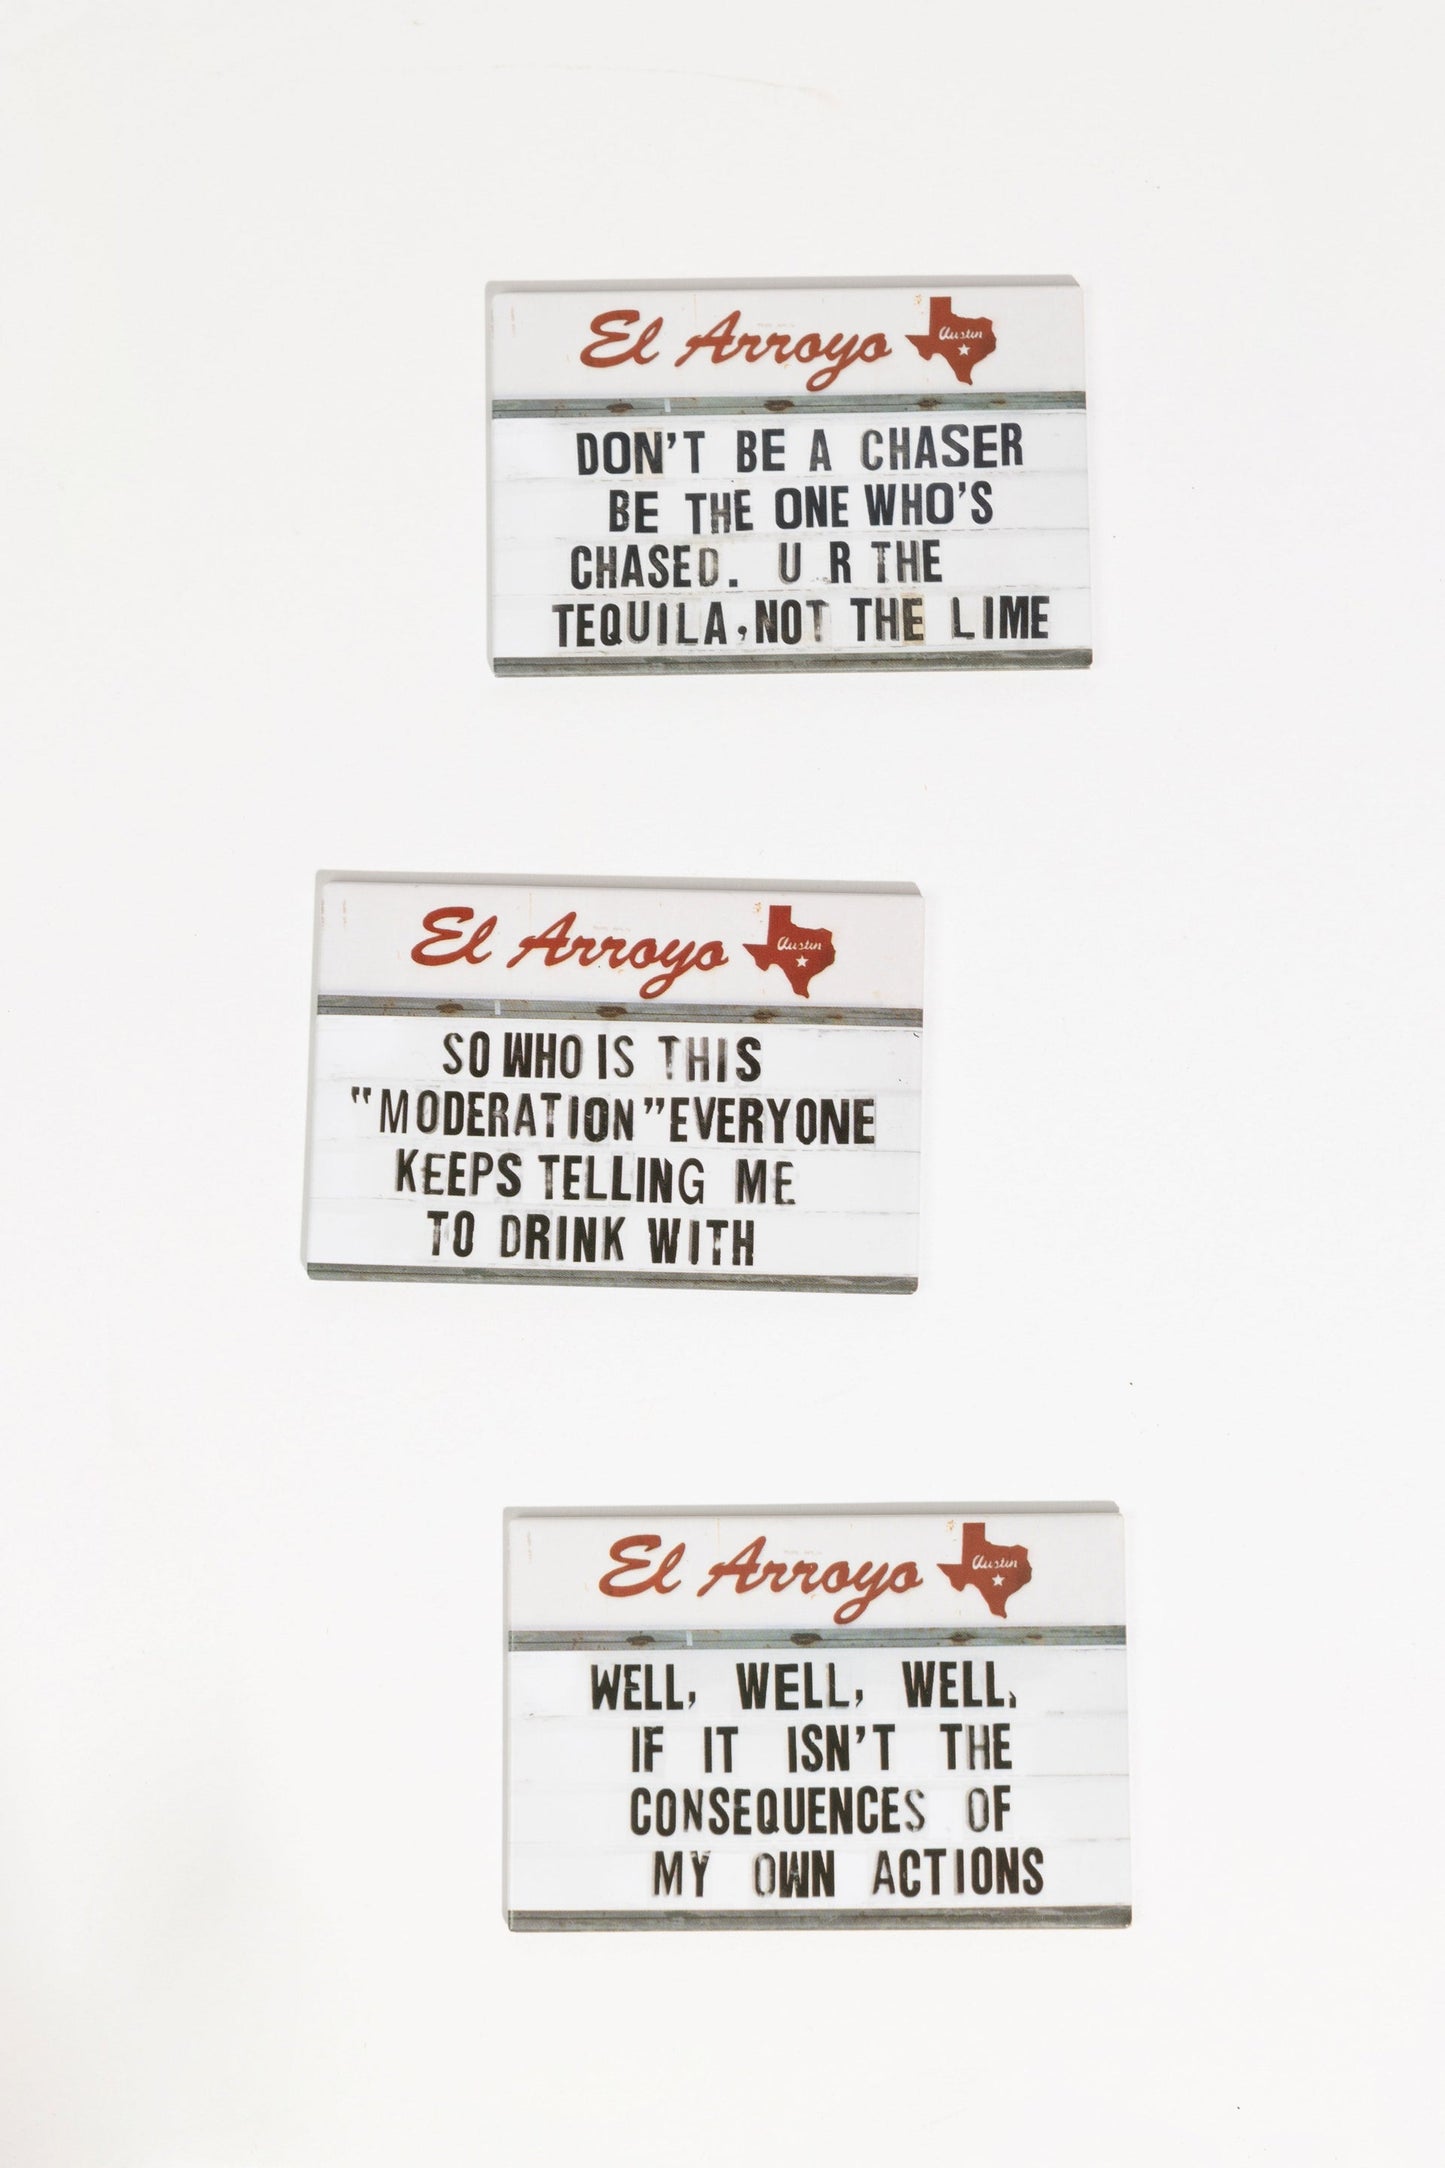 El Arroyo Austin
DON'T BE A CHASER
BE THE ONE WHO'S
CHASED. U R THE
TEQUILA, NOT THE LIME
El Arroyo Austin
SO WHO IS THIS
"MODERATION" EVERYONE
KEEPS TELLING ME
TO DRINK WITH
El Arroyo Austin
WELL, WELL, WELL,
IF IT ISN'T THE
CONSEQUENCES OF
MY OWN ACTIONS